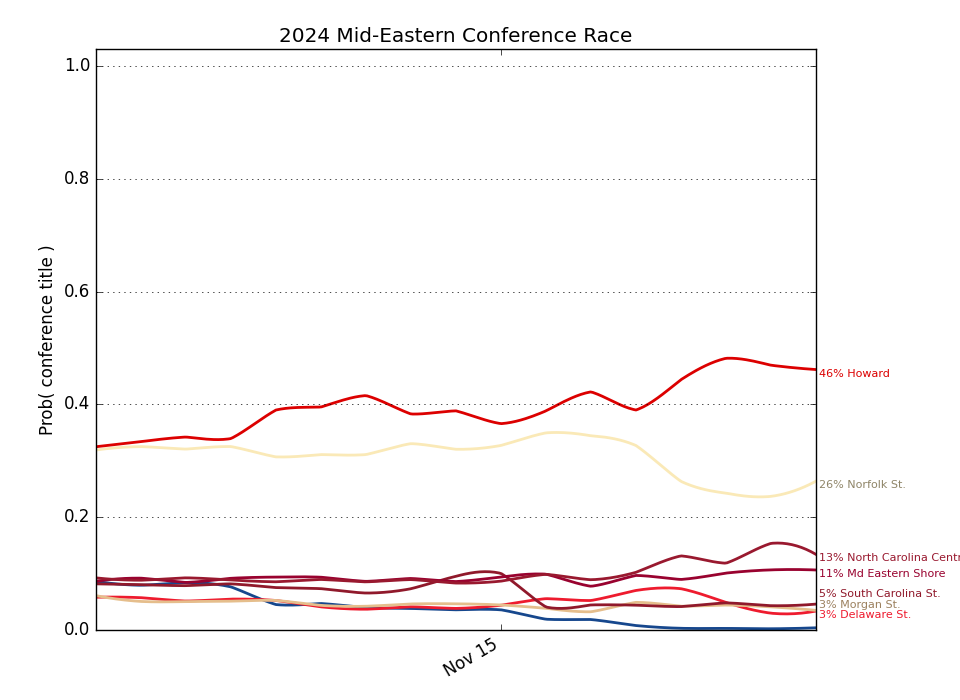 2024 Mid-Eastern Conference Race
Prob( conference title )
1.0
0.8
0.6
0.4
0.2
0.0
Nov 15
46% Howard
26% Norfolk St.
13% North Carolina Centr
11% Md Eastern Shore
5% South Carolina St.
3% Morgan St.
3% Delaware St.